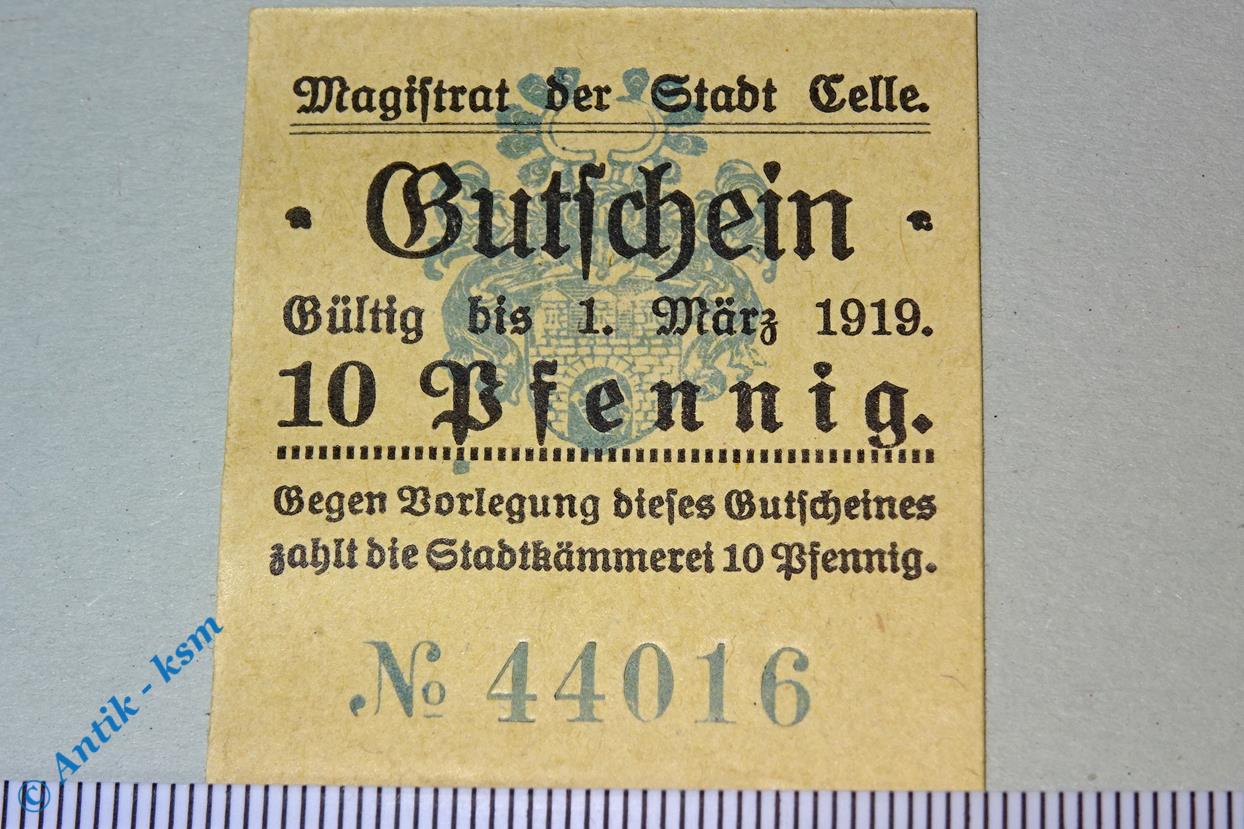 Magiſtrat der Stadt Celle.
· Gutſchein ·
Gültig bis 1. März 1919.
10 Pfennig.
Gegen Vorlegung dieſes Gutſcheines
zahlt die Stadtkämmerei 10 Pfennig.
№ 44016
© Antik - ksm